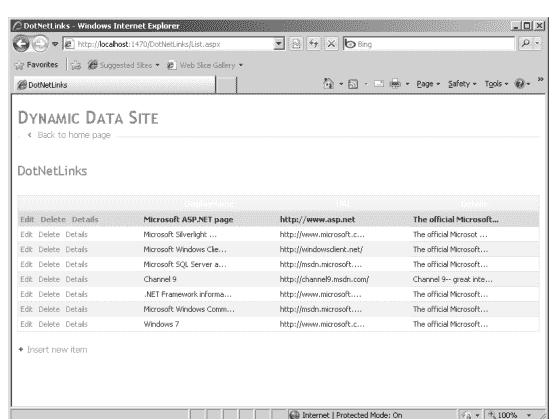 DotNetLinks - Windows Internet Explorer
http://localhost:1470/DotNetLinks/List.aspx
Bing
Favorites Suggested Sites Web Slice Gallery
DotNetLinks
Page Safety Tools
DYNAMIC DATA SITE
Back to home page
DotNetLinks
DisplayName URL Details
Edit Delete Details Microsoft ASP.NET page http://www.asp.net The official Microsoft...
Edit Delete Details Microsoft Silverlight ... http://www.microsoft.c... The official Microsot ...
Edit Delete Details Microsoft Windows Clie... http://windowsclient.net/ The official Microsoft...
Edit Delete Details Microsoft SQL Server a... http://msdn.microsoft.... The official Microsoft...
Edit Delete Details Channel 9 http://channel9.msdn.com/ Channel 9-- great inte...
Edit Delete Details .NET Framework informa... http://www.microsoft.... The official Microsoft...
Edit Delete Details Microsoft Windows Comm... http://msdn.microsoft.... The official Microsoft...
Edit Delete Details Windows 7 http://www.microsoft.c... The official Microsoft...
Insert new item
Internet | Protected Mode: On 100%